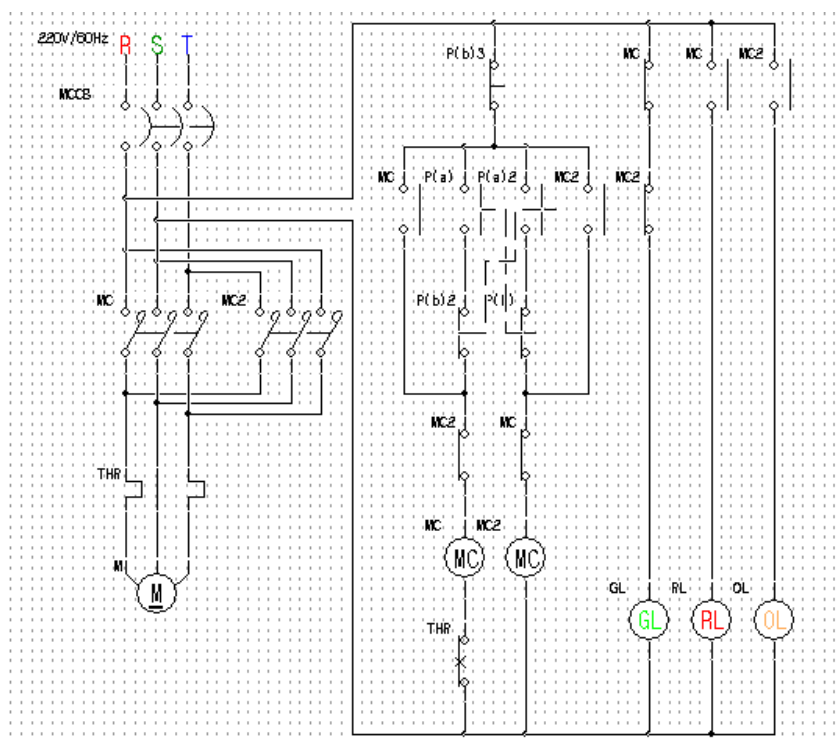 220V/60Hz R S T
P(b)3
MC MC MC2
MCCB
MC P(a) P(a)2 MC2 MC2
MC MC2 P(b)2 P(1)
MC2 MC
THR
MC MC2
MC MC
M
M
GL RL OL
GL RL OL
THR